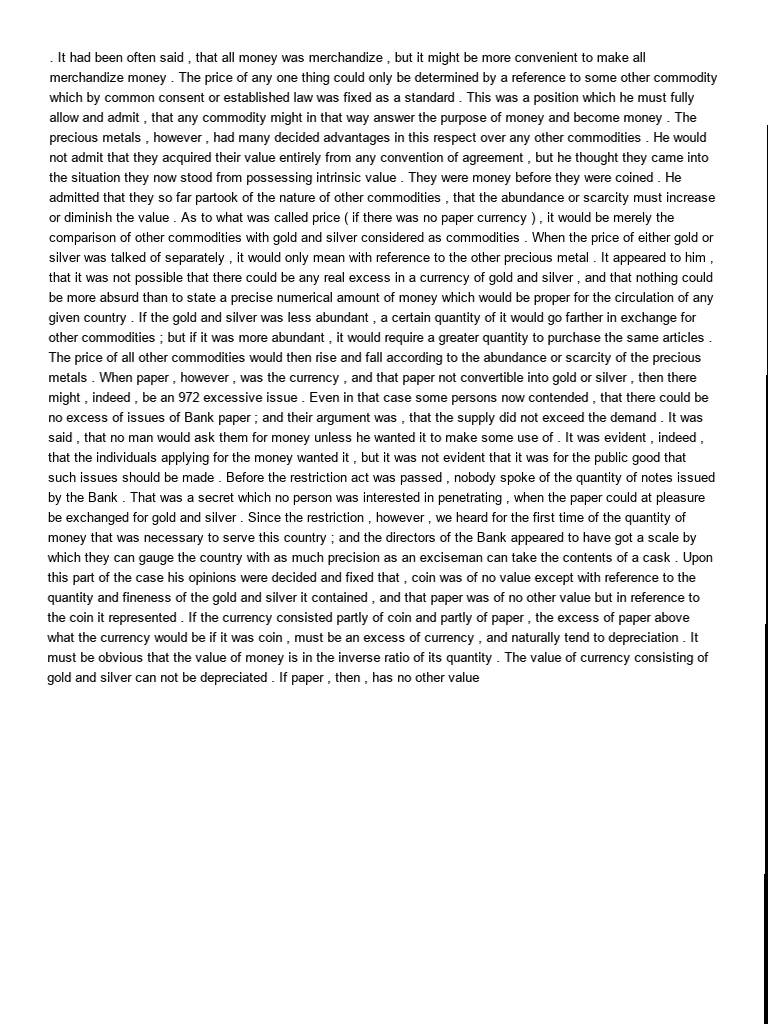 . It had been often said , that all money was merchandize , but it might be more convenient to make all
merchandize money . The price of any one thing could only be determined by a reference to some other commodity
which by common consent or established law was fixed as a standard . This was a position which he must fully
allow and admit , that any commodity might in that way answer the purpose of money and become money . The
precious metals , however , had many decided advantages in this respect over any other commodities . He would
not admit that they acquired their value entirely from any convention of agreement , but he thought they came into
the situation they now stood from possessing intrinsic value . They were money before they were coined . He
admitted that they so far partook of the nature of other commodities , that the abundance or scarcity must increase
or diminish the value . As to what was called price ( if there was no paper currency ) , it would be merely the
comparison of other commodities with gold and silver considered as commodities . When the price of either gold or
silver was talked of separately , it would only mean with reference to the other precious metal . It appeared to him ,
that it was not possible that there could be any real excess in a currency of gold and silver , and that nothing could
be more absurd than to state a precise numerical amount of money which would be proper for the circulation of any
given country . If the gold and silver was less abundant , a certain quantity of it would go farther in exchange for
other commodities ; but if it was more abundant , it would require a greater quantity to purchase the same articles .
The price of all other commodities would then rise and fall according to the abundance or scarcity of the precious
metals . When paper , however , was the currency , and that paper not convertible into gold or silver , then there
might , indeed , be an 972 excessive issue . Even in that case some persons now contended , that there could be
no excess of issues of Bank paper ; and their argument was , that the supply did not exceed the demand . It was
said , that no man would ask them for money unless he wanted it to make some use of . It was evident , indeed ,
that the individuals applying for the money wanted it , but it was not evident that it was for the public good that
such issues should be made . Before the restriction act was passed , nobody spoke of the quantity of notes issued
by the Bank . That was a secret which no person was interested in penetrating , when the paper could at pleasure
be exchanged for gold and silver . Since the restriction , however , we heard for the first time of the quantity of
money that was necessary to serve this country ; and the directors of the Bank appeared to have got a scale by
which they can gauge the country with as much precision as an exciseman can take the contents of a cask . Upon
this part of the case his opinions were decided and fixed that , coin was of no value except with reference to the
quantity and fineness of the gold and silver it contained , and that paper was of no other value but in reference to
the coin it represented . If the currency consisted partly of coin and partly of paper , the excess of paper above
what the currency would be if it was coin , must be an excess of currency , and naturally tend to depreciation . It
must be obvious that the value of money is in the inverse ratio of its quantity . The value of currency consisting of
gold and silver can not be depreciated . If paper , then , has no other value